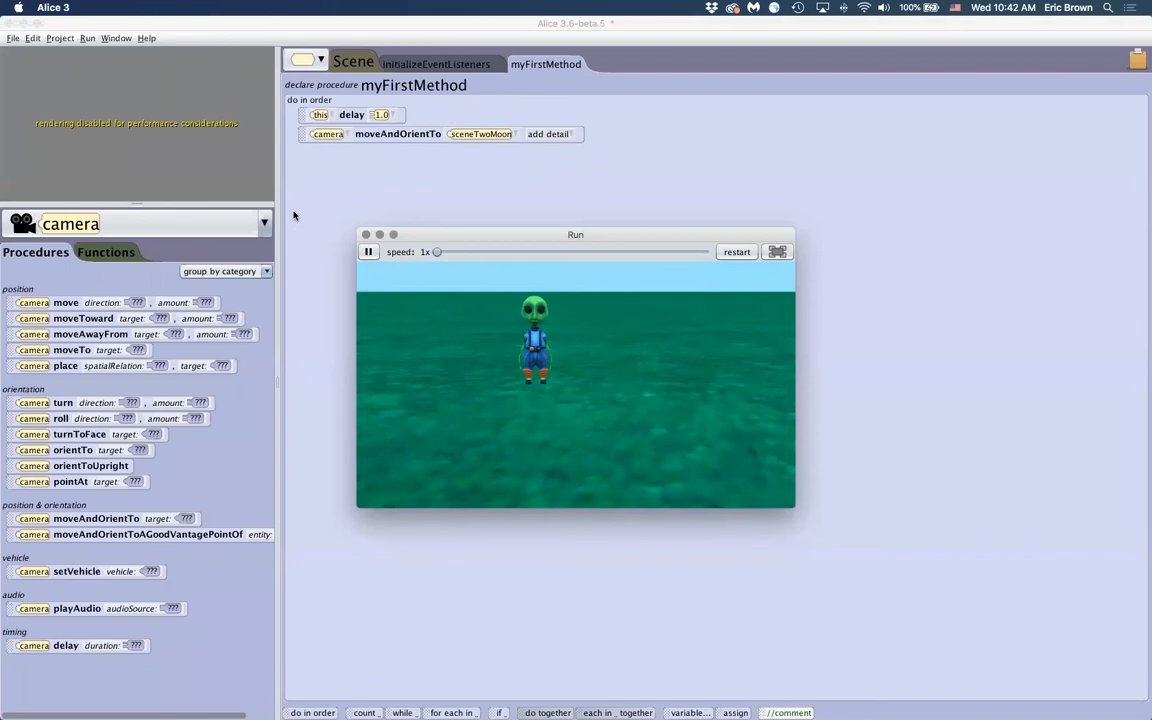 Alice 3 100% Wed 10:42 AM Eric Brown
Alice 3.6-beta.5 *
File Edit Project Run Window Help
Scene initializeEventListeners myFirstMethod
declare procedure myFirstMethod
do in order
this delay 1.0
camera moveAndOrientTo sceneTwoMoon add detail
rendering disabled for performance considerations
camera
Procedures Functions
group by category
position
camera move direction: ??? , amount: ???
camera moveToward target: ??? , amount: ???
camera moveAwayFrom target: ??? , amount: ???
camera moveTo target: ???
camera place spatialRelation: ??? , target: ???
orientation
camera turn direction: ??? , amount: ???
camera roll direction: ??? , amount: ???
camera turnToFace target: ???
camera orientTo target: ???
camera orientToUpright
camera pointAt target: ???
position & orientation
camera moveAndOrientTo target: ???
camera moveAndOrientToAGoodVantagePointOf entity:
vehicle
camera setVehicle vehicle: ???
audio
camera playAudio audioSource: ???
timing
camera delay duration: ???
Run
speed: 1x restart
do in order count _ while _ for each in _ if _ do together each in _ together variable... assign //comment